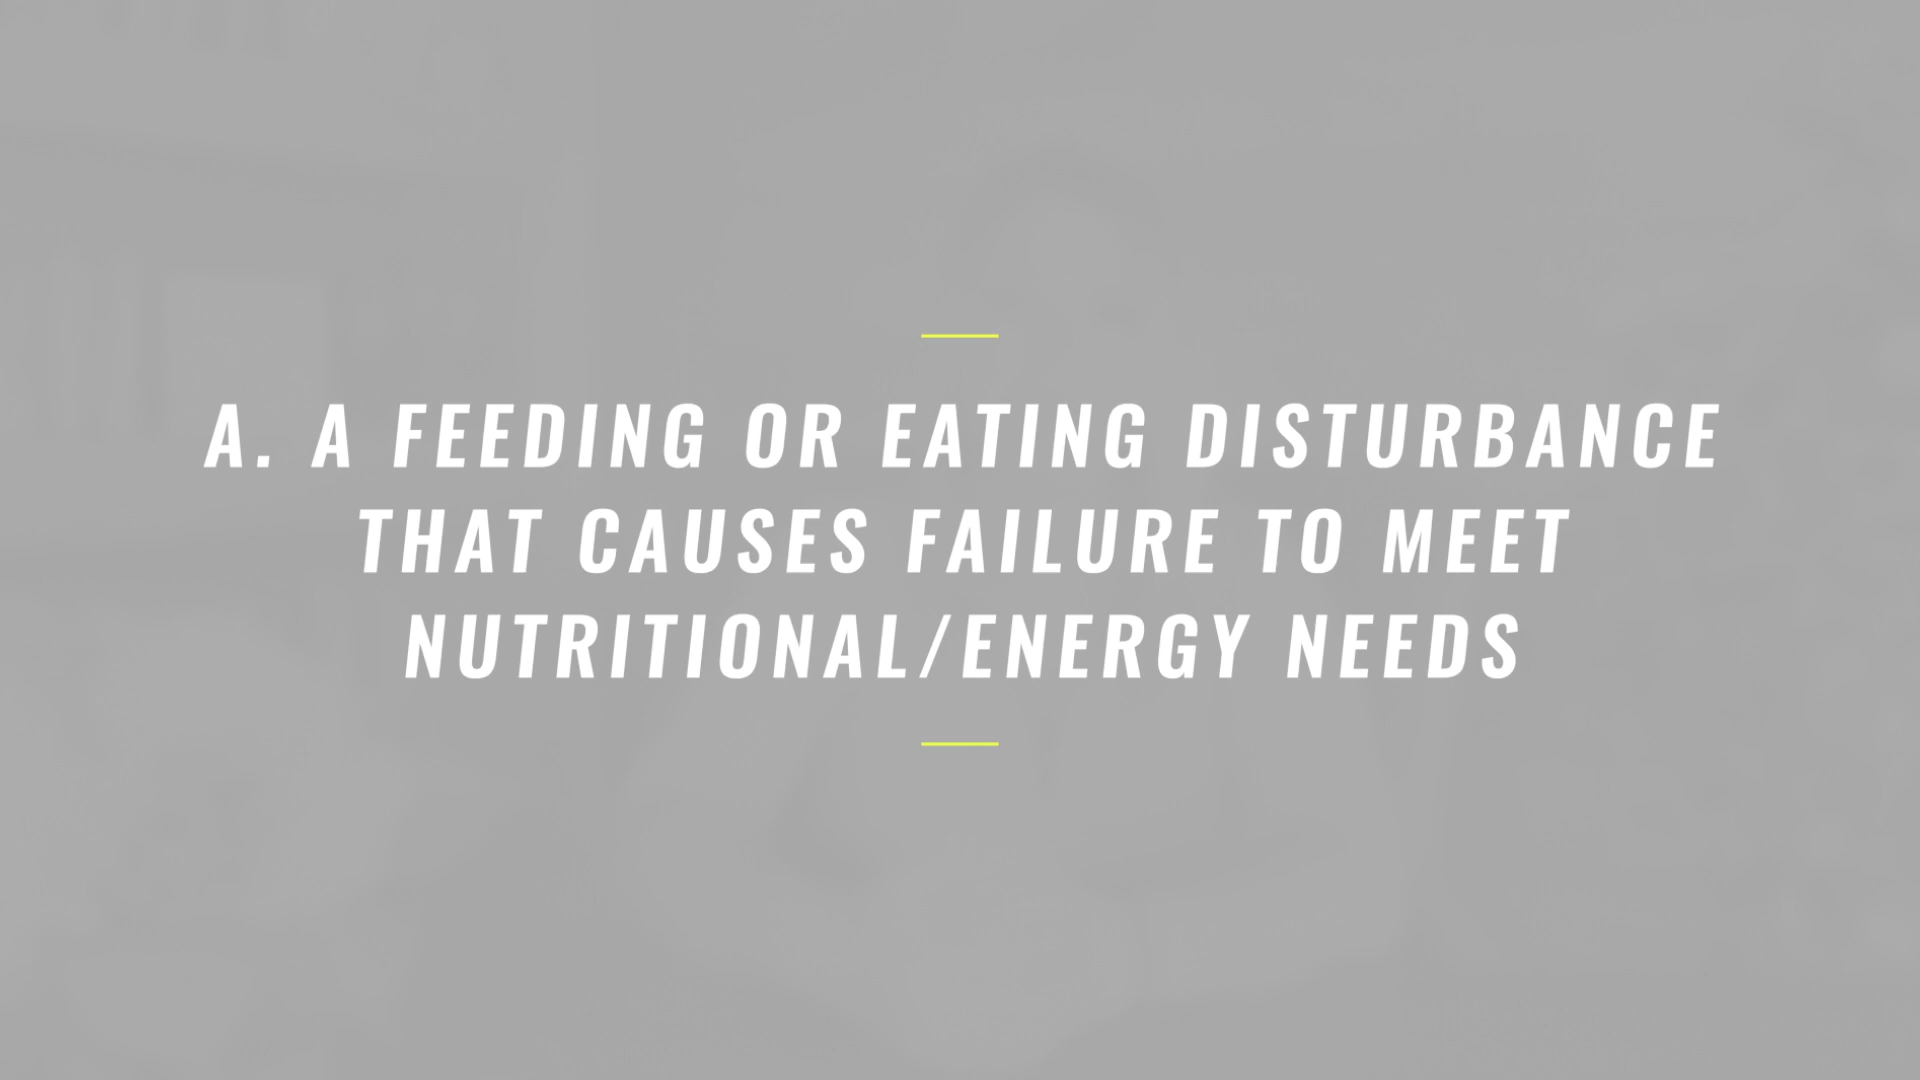 A. A FEEDING OR EATING DISTURBANCE
THAT CAUSES FAILURE TO MEET
NUTRITIONAL/ENERGY NEEDS